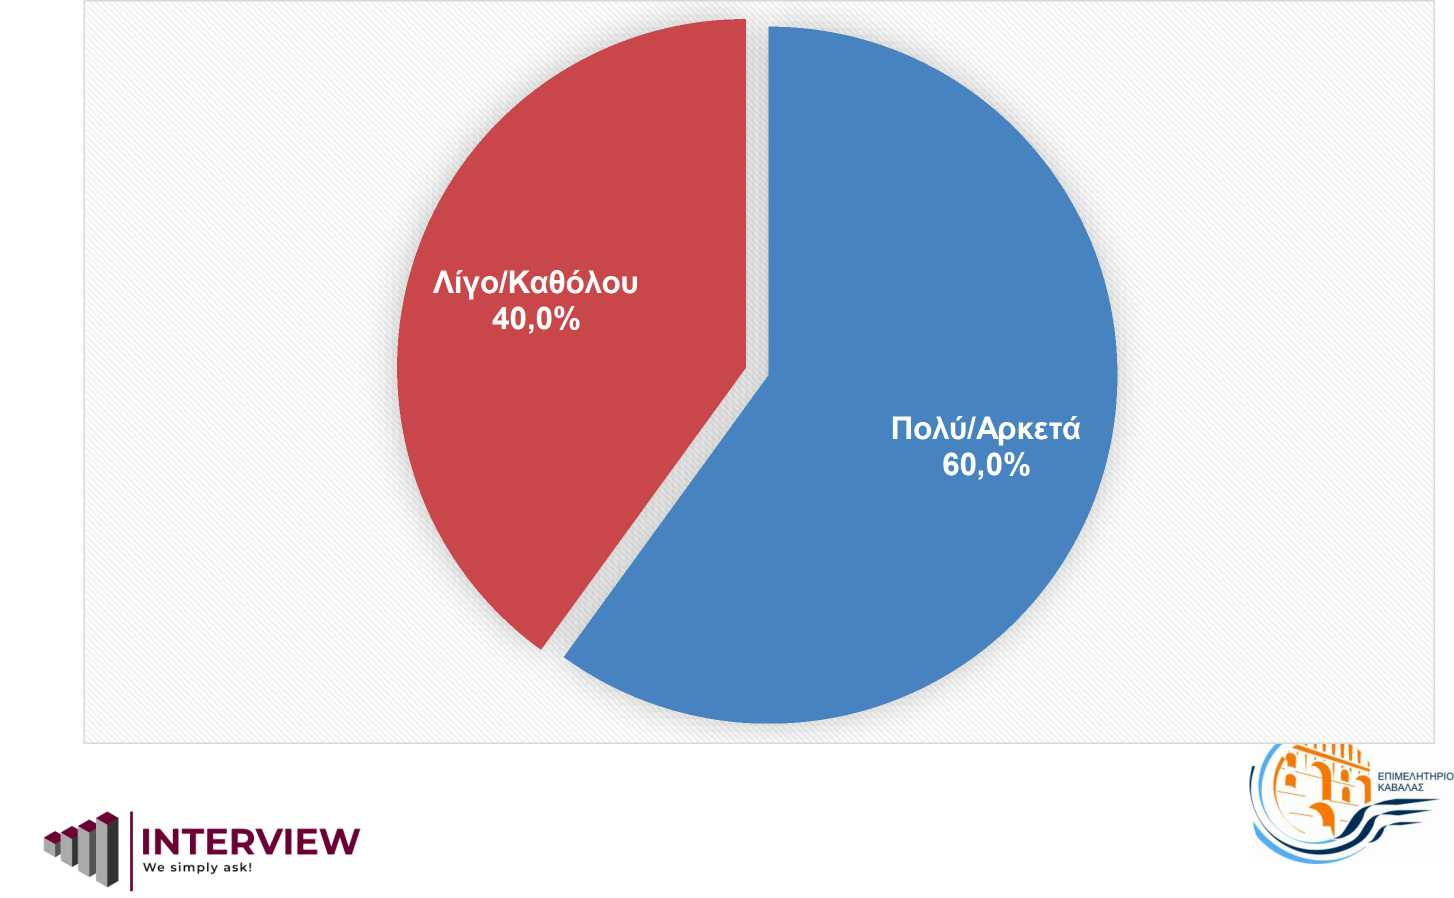 Λίγο/Καθόλου
40,0%
Πολύ/Αρκετά
60,0%
INTERVIEW
We simply ask!
ΕΠΙΜΕΛΗΤΗΡΙΟ
ΚΑΒΑΛΑΣ